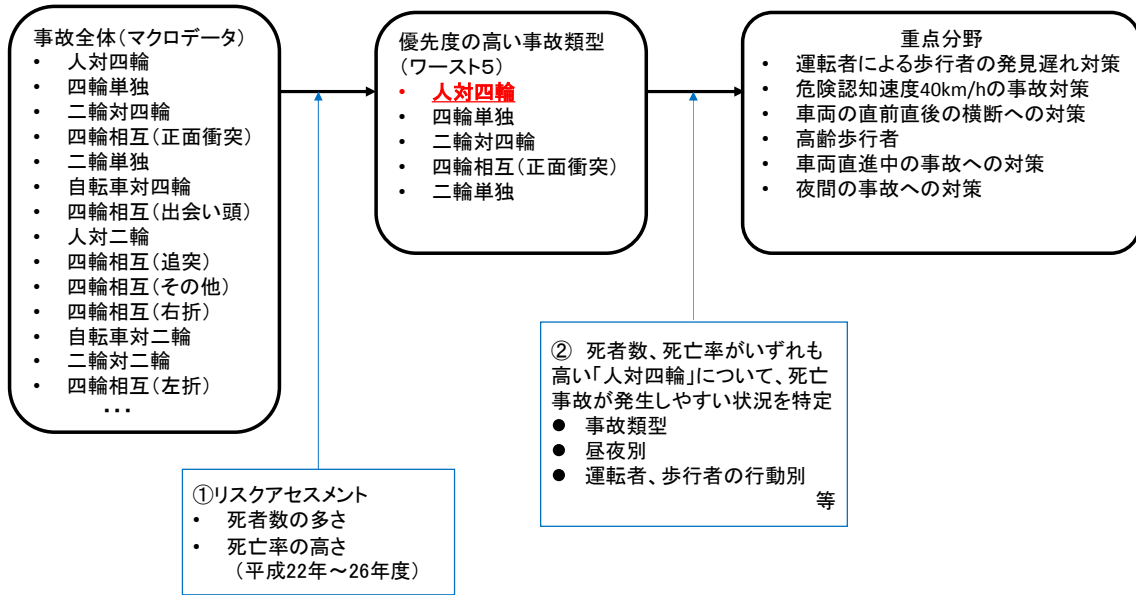 事故全体(マクロデータ)
• 人対四輪
• 四輪単独
• 二輪対四輪
• 四輪相互(正面衝突)
• 二輪単独
• 自転車対四輪
• 四輪相互(出会い頭)
• 人対二輪
• 四輪相互(追突)
• 四輪相互(その他)
• 四輪相互(右折)
• 自転車対二輪
• 二輪対二輪
• 四輪相互(左折)
・・・
優先度の高い事故類型
(ワースト5)
• 人対四輪
• 四輪単独
• 二輪対四輪
• 四輪相互(正面衝突)
• 二輪単独
重点分野
• 運転者による歩行者の発見遅れ対策
• 危険認知速度40km/hの事故対策
• 車両の直前直後の横断への対策
• 高齢歩行者
• 車両直進中の事故への対策
• 夜間の事故への対策
①リスクアセスメント
• 死者数の多さ
• 死亡率の高さ
(平成22年~26年度)
② 死者数、死亡率がいずれも
高い「人対四輪」について、死亡
事故が発生しやすい状況を特定
● 事故類型
● 昼夜別
● 運転者、歩行者の行動別
等